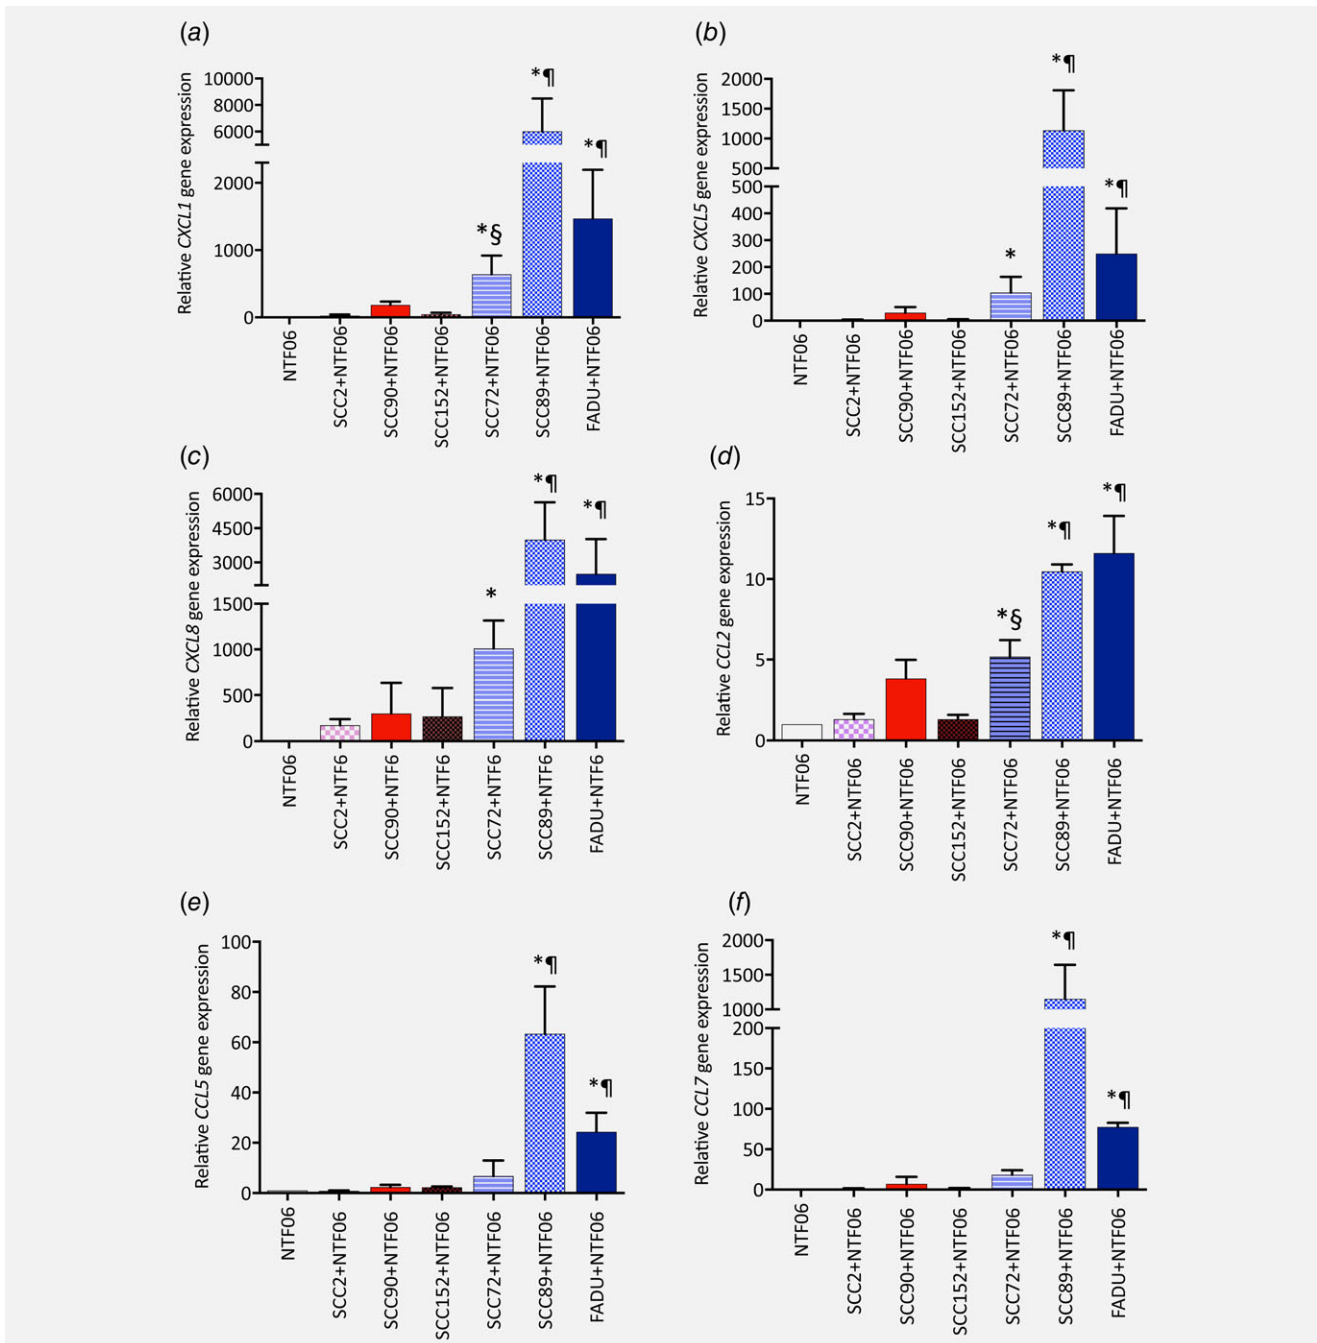 (a)
Relative CXCL1 gene expression
10000
8000
6000
2000
1000
0
*§
*¶
*¶
NTF06
SCC2+NTF06
SCC90+NTF06
SCC152+NTF06
SCC72+NTF06
SCC89+NTF06
FADU+NTF06
(b)
Relative CXCL5 gene expression
2000
1500
1000
500
500
400
300
200
100
0
*
*¶
*¶
NTF06
SCC2+NTF06
SCC90+NTF06
SCC152+NTF06
SCC72+NTF06
SCC89+NTF06
FADU+NTF06
(c)
Relative CXCL8 gene expression
6000
4500
3000
1500
1000
500
0
*
*¶
*¶
NTF06
SCC2+NTF6
SCC90+NTF6
SCC152+NTF6
SCC72+NTF6
SCC89+NTF6
FADU+NTF6
(d)
Relative CCL2 gene expression
15
10
5
0
*§
*¶
*¶
NTF06
SCC2+NTF06
SCC90+NTF06
SCC152+NTF06
SCC72+NTF06
SCC89+NTF06
FADU+NTF06
(e)
Relative CCL5 gene expression
100
80
60
40
20
0
*¶
*¶
NTF06
SCC2+NTF06
SCC90+NTF06
SCC152+NTF06
SCC72+NTF06
SCC89+NTF06
FADU+NTF06
(f)
Relative CCL7 gene expression
2000
1500
1000
200
150
100
50
0
*¶
*¶
NTF06
SCC2+NTF06
SCC90+NTF06
SCC152+NTF06
SCC72+NTF06
SCC89+NTF06
FADU+NTF06